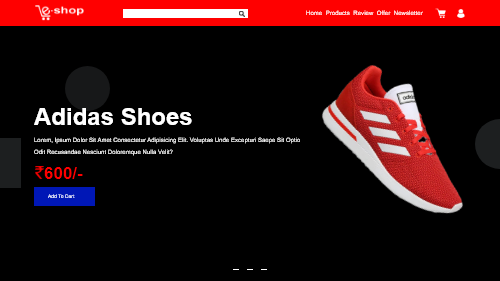 e-shop
Home Products Review Offer Newsletter
Adidas Shoes
Lorem, Ipsum Dolor Sit Amet Consectetur Adipisicing Elit. Voluptas Unde Excepturi Saepe Sit Optio
Odit Recusandae Nesciunt Doloremque Nulla Velit?
₹600/-
Add To Cart
adidas